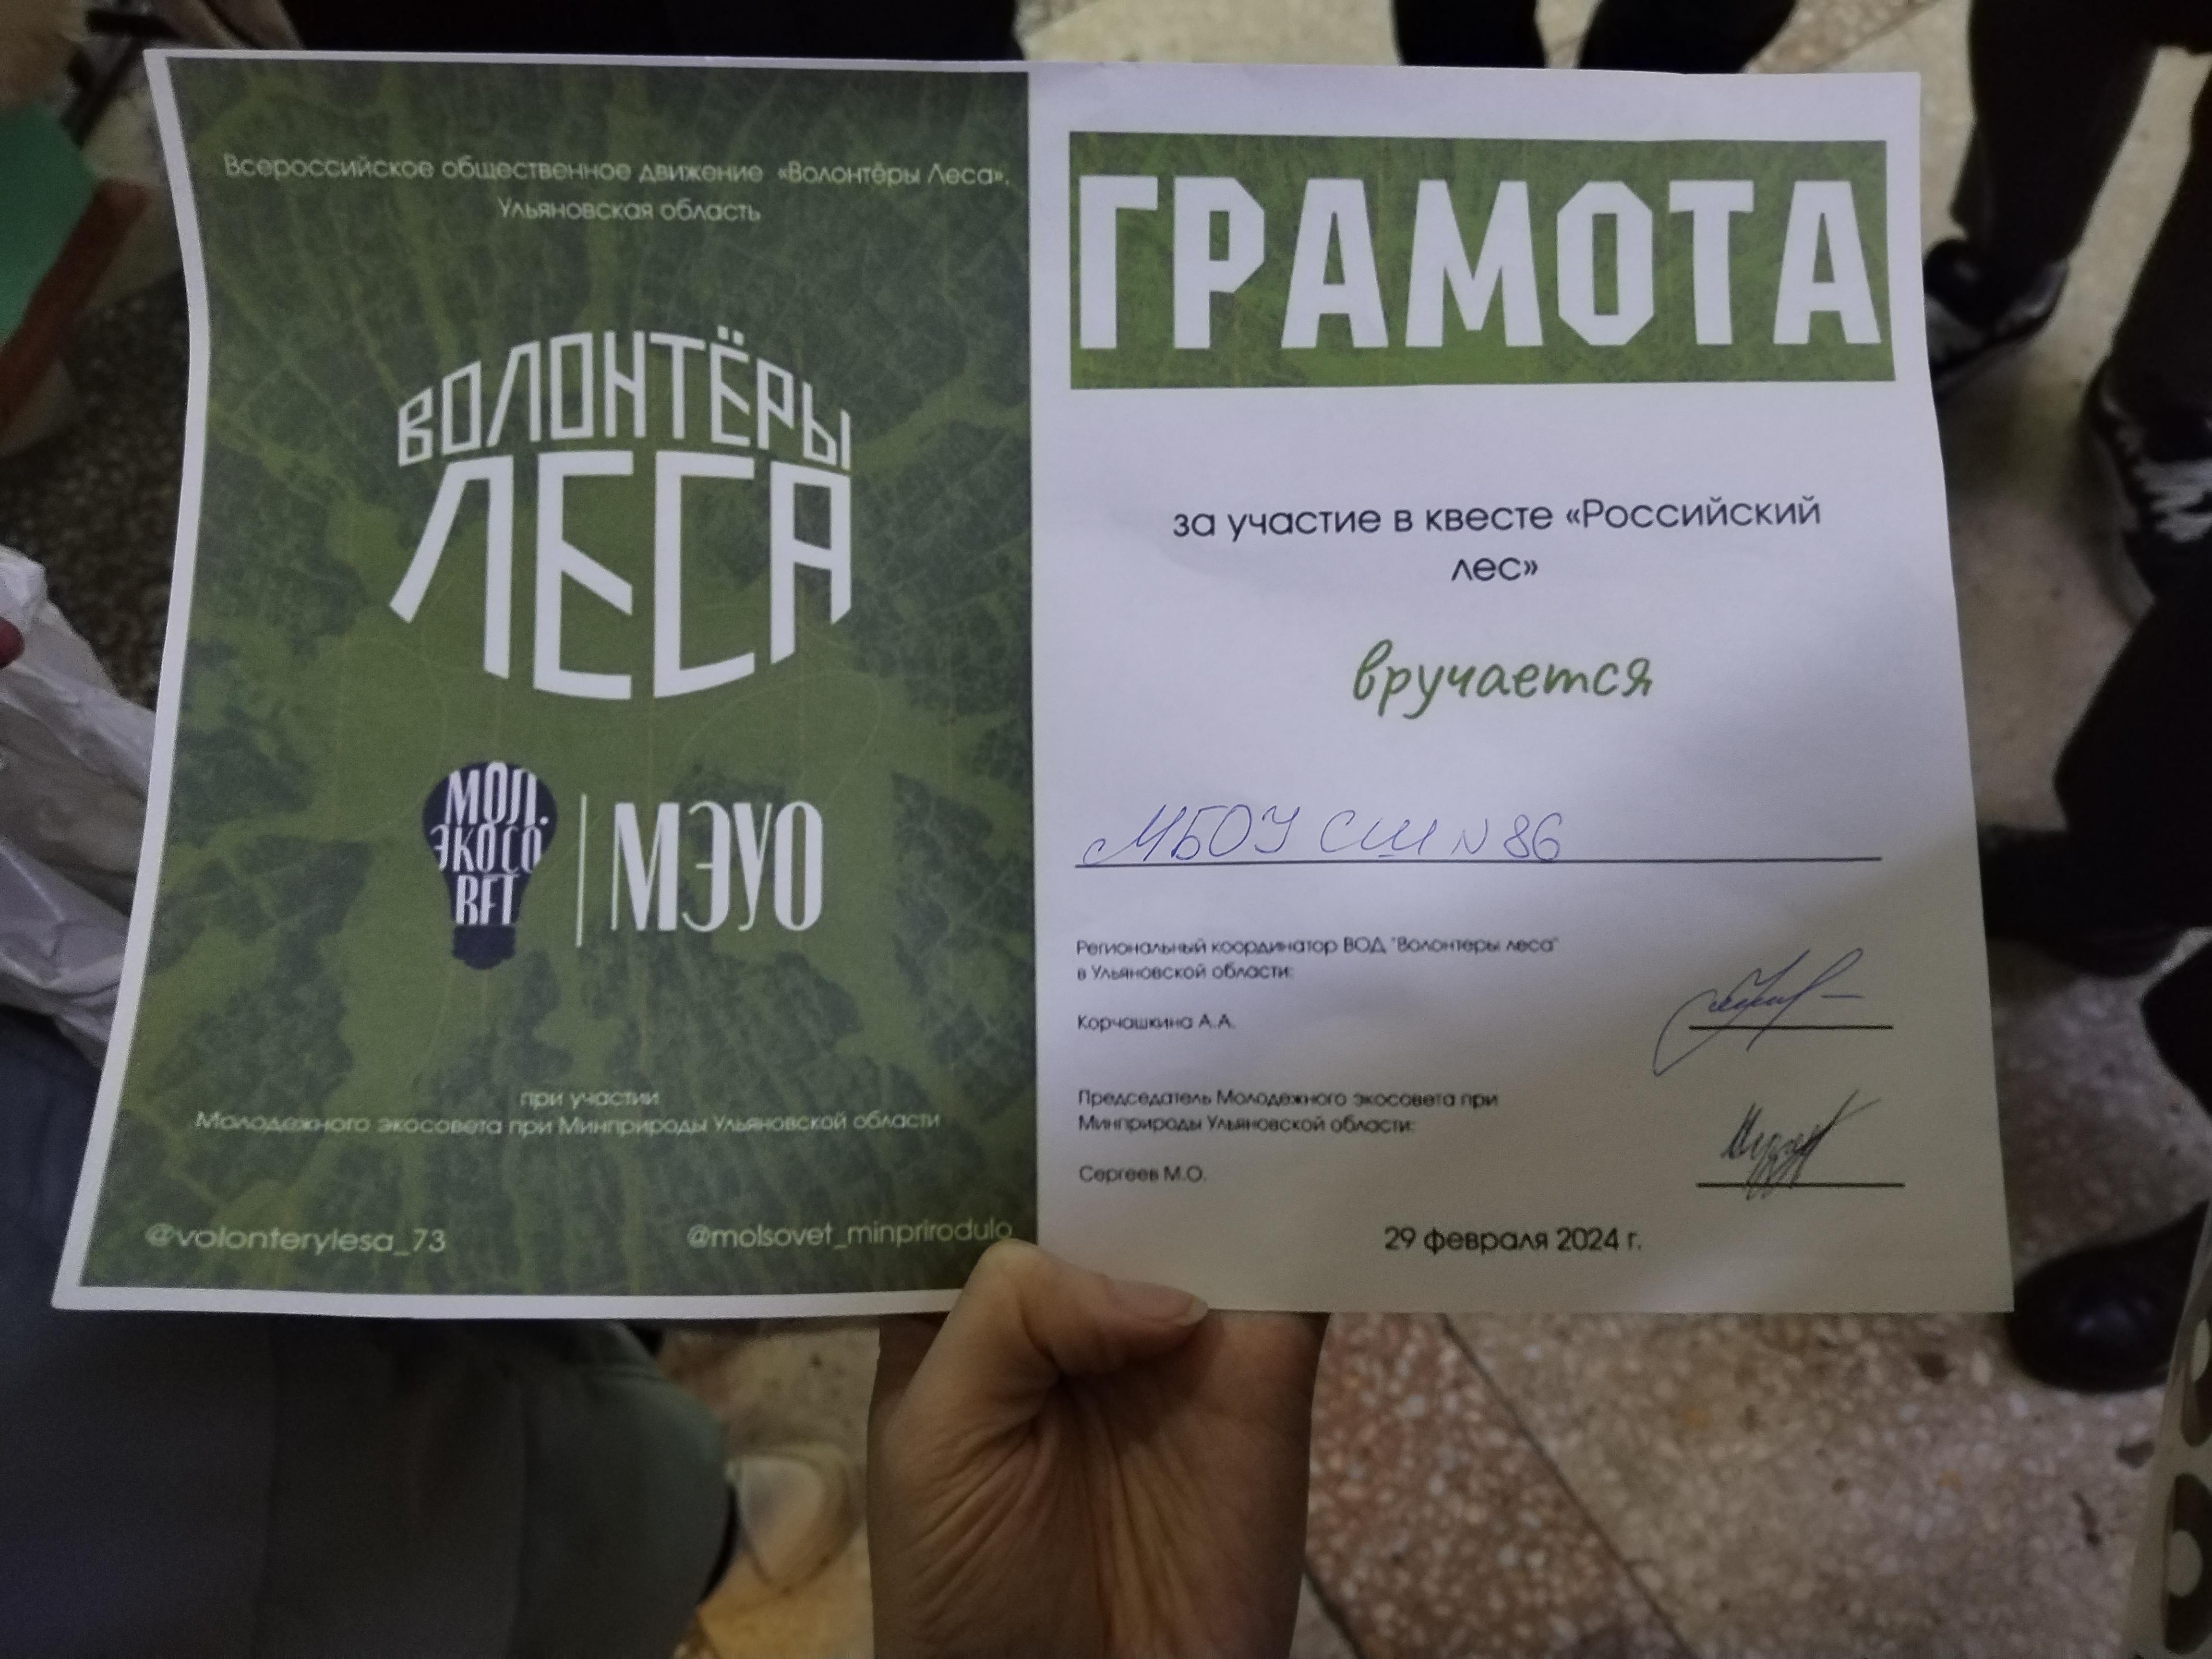 Всероссийское общественное движение «Волонтёры Леса»,
Ульяновская область
ВОЛОНТЁРЫ
ЛЕСА
МОЛ.
ЭКОСО
ВЕТ
МЭУО
при участии
Молодежного экосовета при Минприроды Ульяновской области
@volonterylesa_73
@molsovet_minprirodulo
ГРАМОТА
за участие в квесте «Российский
лес»
вручается
МБОУ СШ N 86
Региональный координатор ВОД "Волонтеры леса"
в Ульяновской области:
Корчашкина А.А.
Председатель Молодежного экосовета при
Минприроды Ульяновской области:
Сергеев М.О.
29 февраля 2024 г.